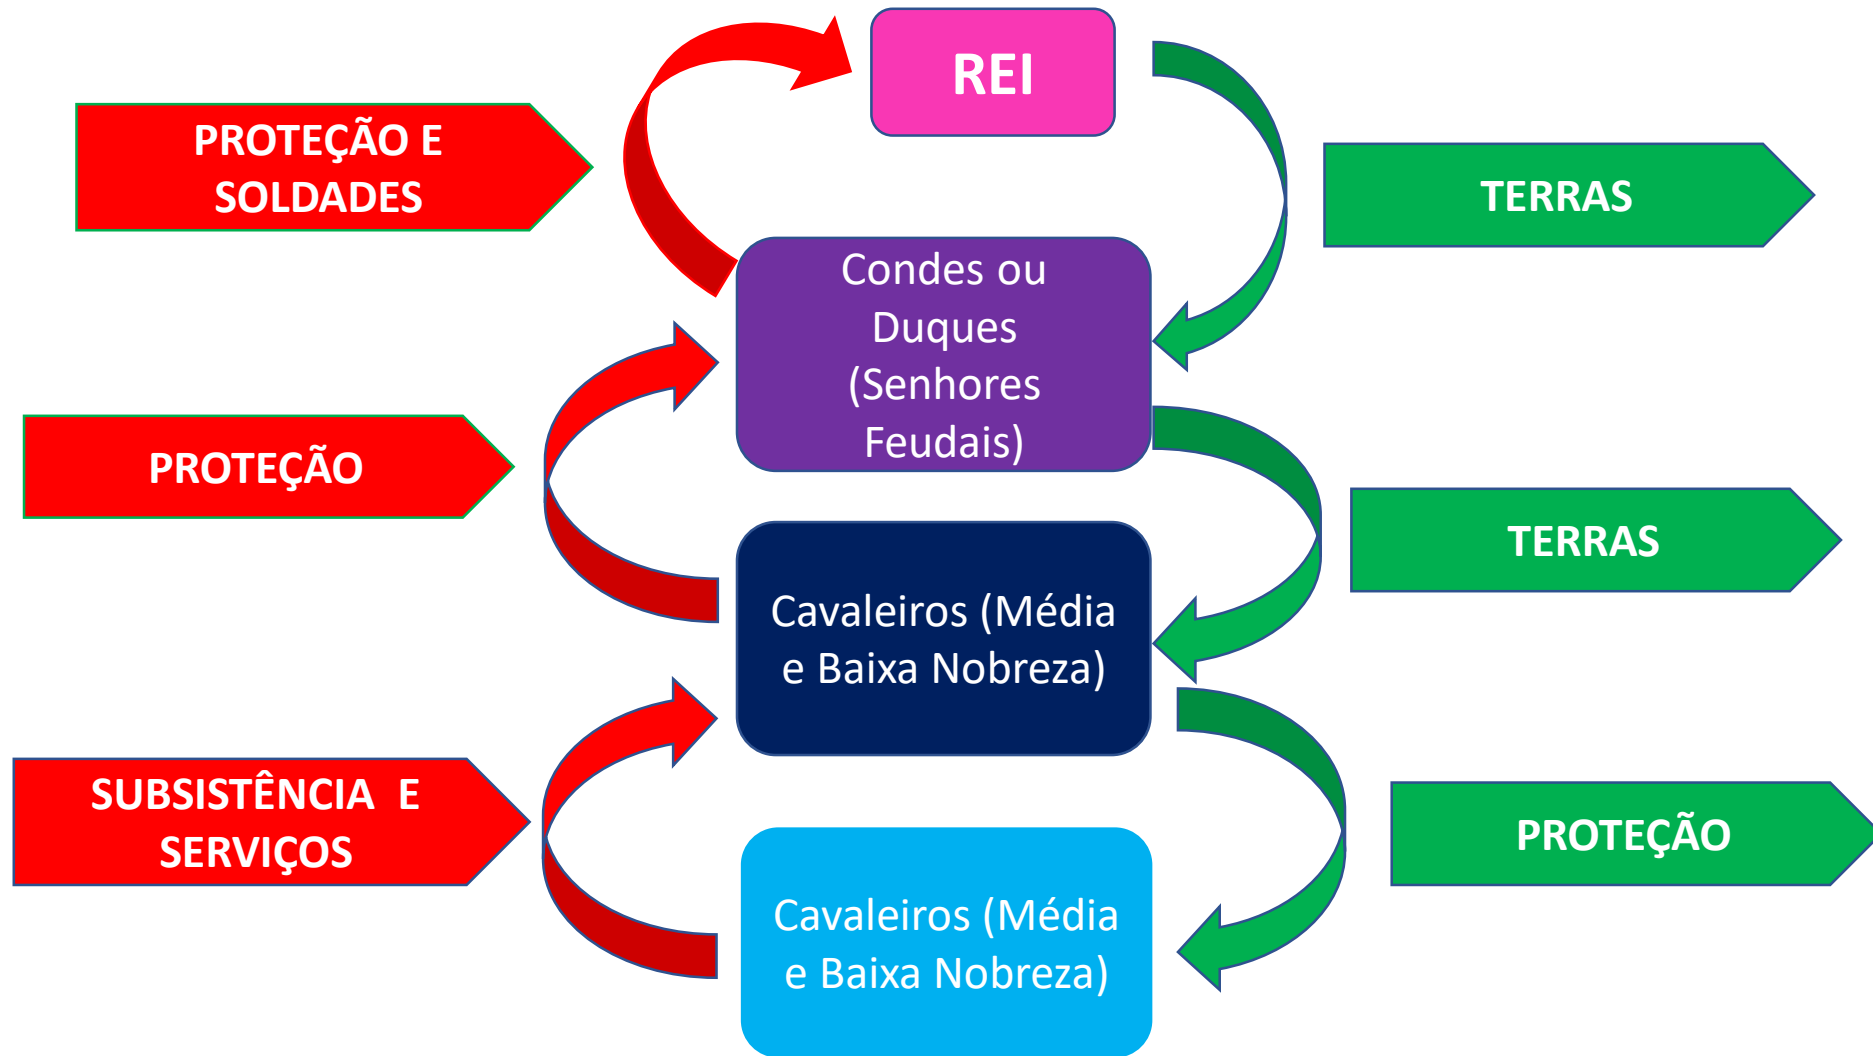 REI
PROTEÇÃO E
SOLDADES
TERRAS
Condes ou
Duques
(Senhores
Feudais)
PROTEÇÃO
TERRAS
Cavaleiros (Média
e Baixa Nobreza)
SUBSISTÊNCIA  E
SERVIÇOS
PROTEÇÃO
Cavaleiros (Média
e Baixa Nobreza)